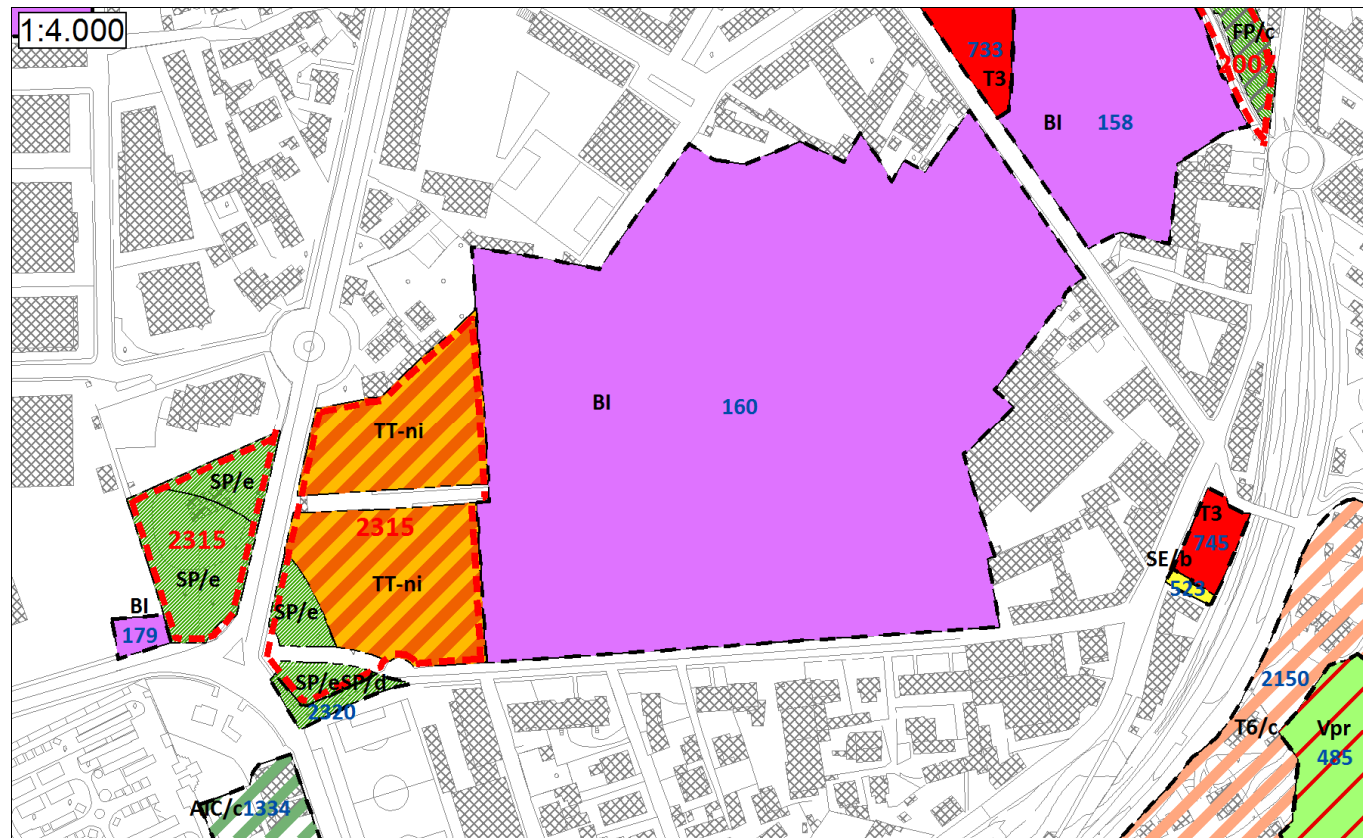 1:4.000
FP/c
200
733
T3
BI 158
BI 160
TT-ni
SP/e
2315
SP/e
2315
TT-ni
SP/e
BI
179
SP/eSP/d
2320
T3
745
SE/b
523
2150
T6/c
Vpr
485
AIC/c1334